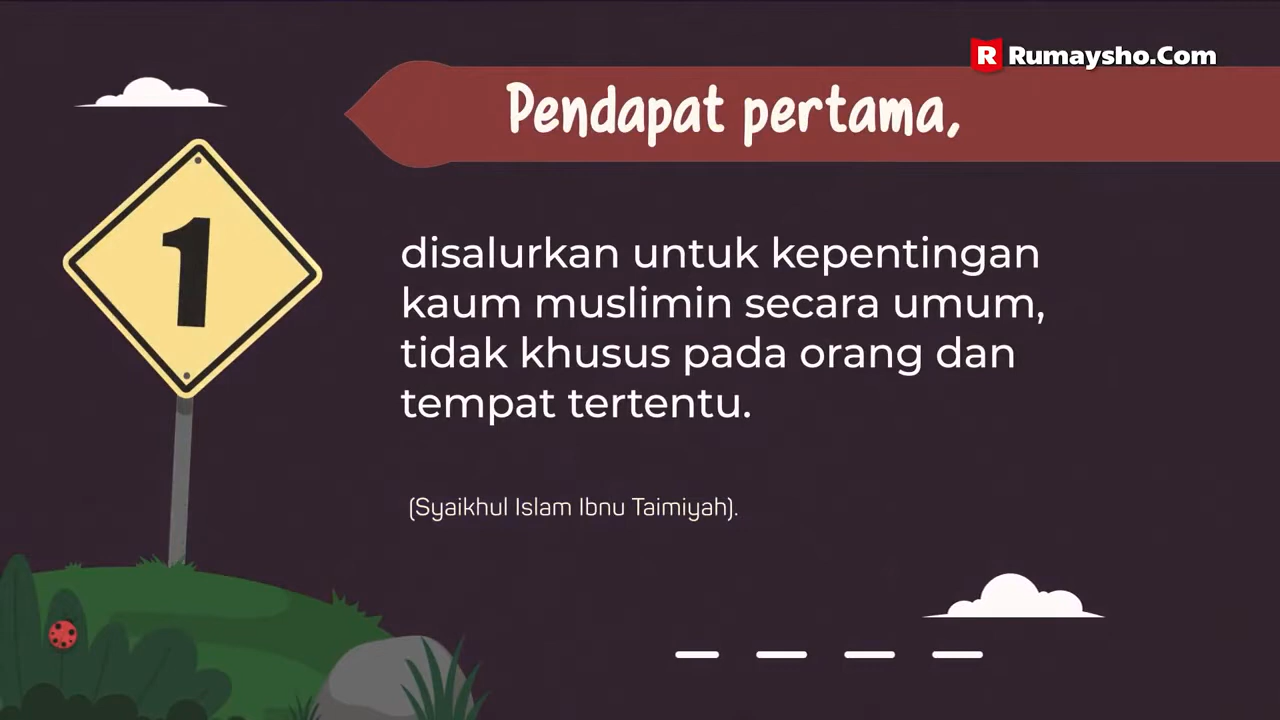 R Rumaysho.Com
Pendapat pertama,
1
disalurkan untuk kepentingan
kaum muslimin secara umum,
tidak khusus pada orang dan
tempat tertentu.
(Syaikhul Islam Ibnu Taimiyah).